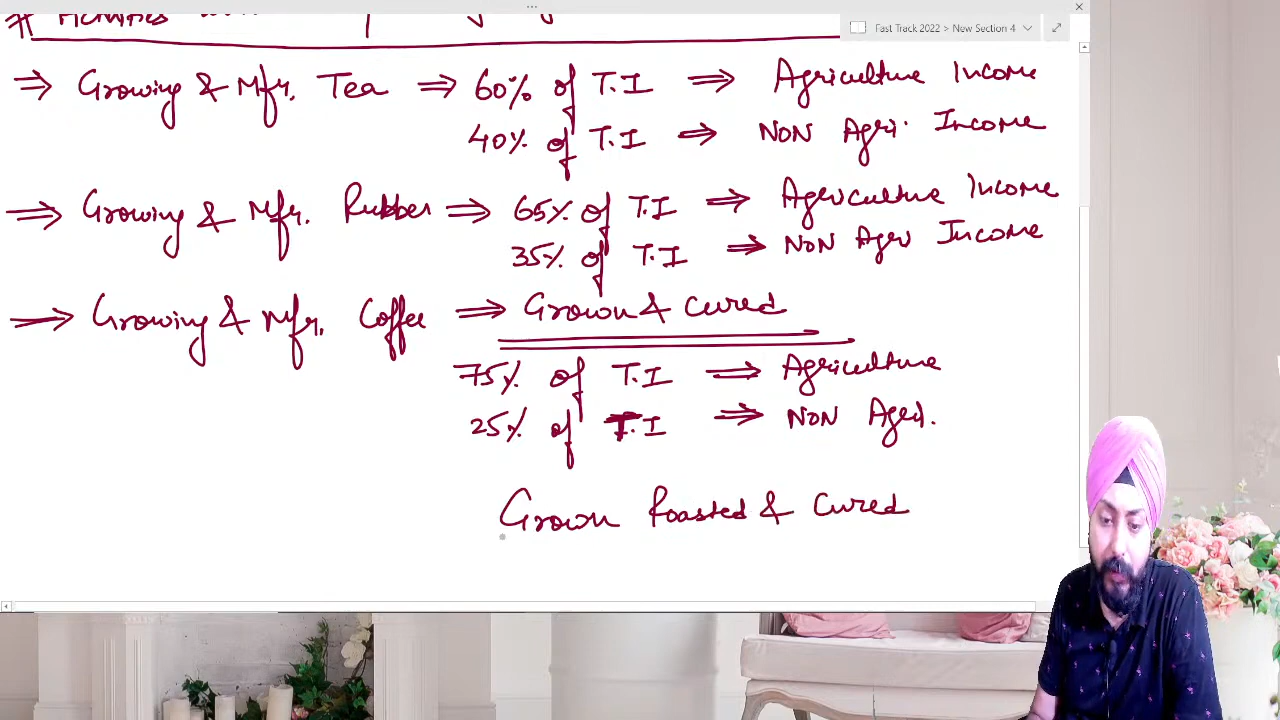 Fast Track 2022 > New Section 4
# Activities
⇒ Growing & Mfr. Tea ⇒ 60% of T.I ⇒ Agriculture Income
40% of T.I ⇒ NON Agri. Income
⇒ Growing & Mfr. Rubber ⇒ 65% of T.I ⇒ Agriculture Income
35% of T.I ⇒ NON Agri Income
⇒ Growing & Mfr. Coffee ⇒ Grown & Cured
75% of T.I ⇒ Agriculture
25% of T.I ⇒ NON Agri.
Grown Roasted & Cured